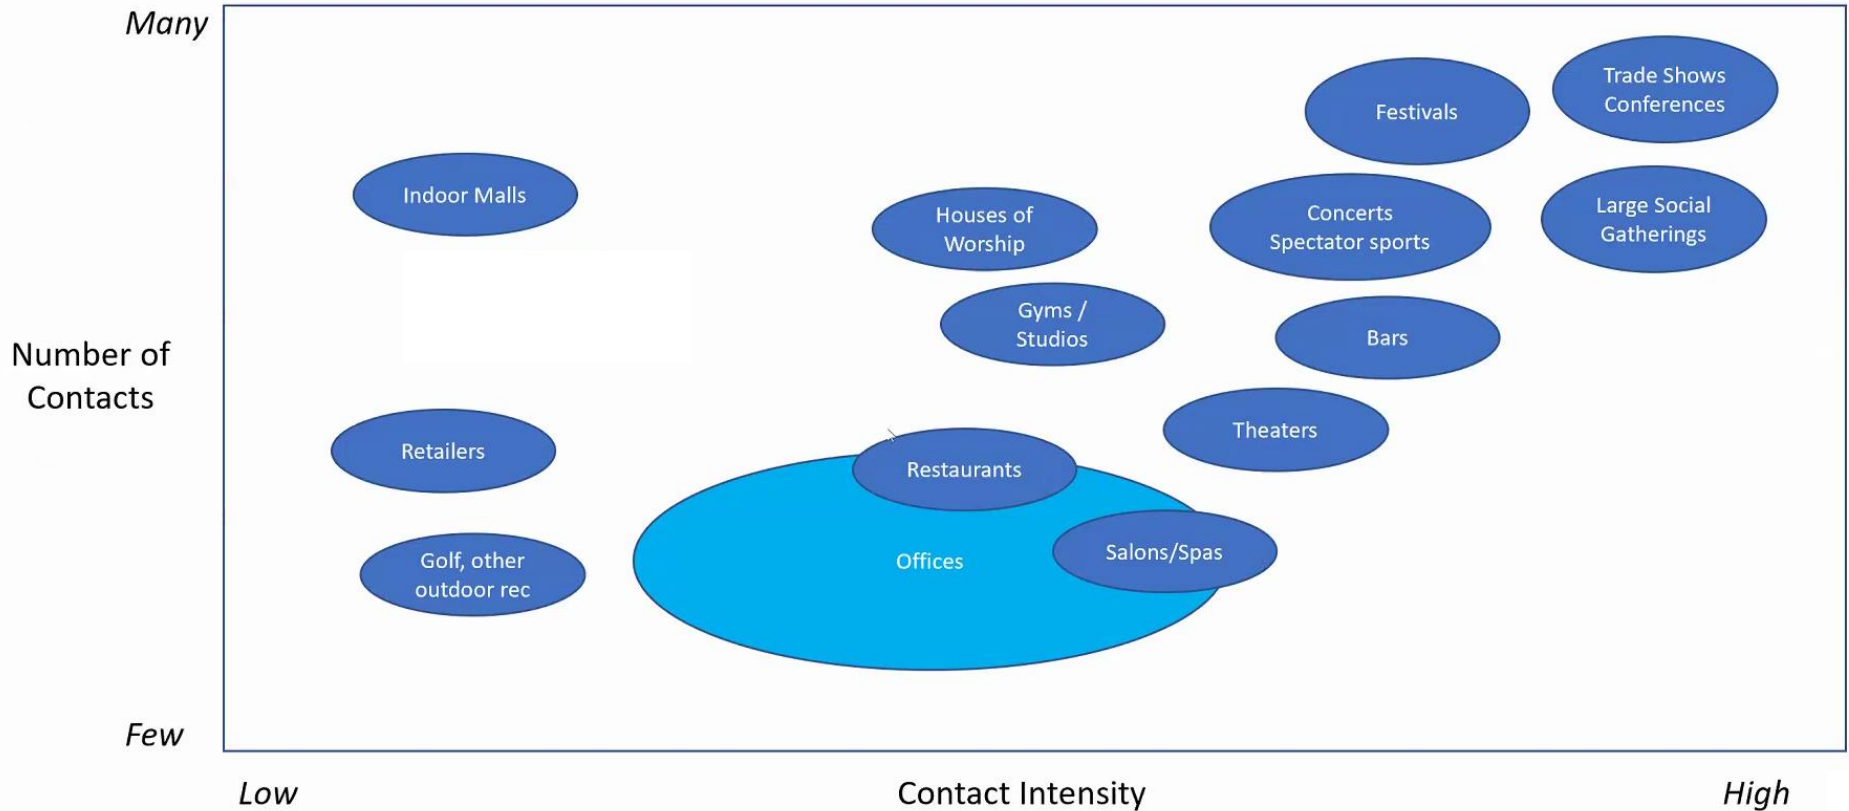 Many
Trade Shows
Conferences
Festivals
Indoor Malls
Houses of
Worship
Concerts
Spectator sports
Large Social
Gatherings
Gyms /
Studios
Bars
Number of
Contacts
Retailers
Restaurants
Theaters
Golf, other
outdoor rec
Offices
Salons/Spas
Few
Low
Contact Intensity
High